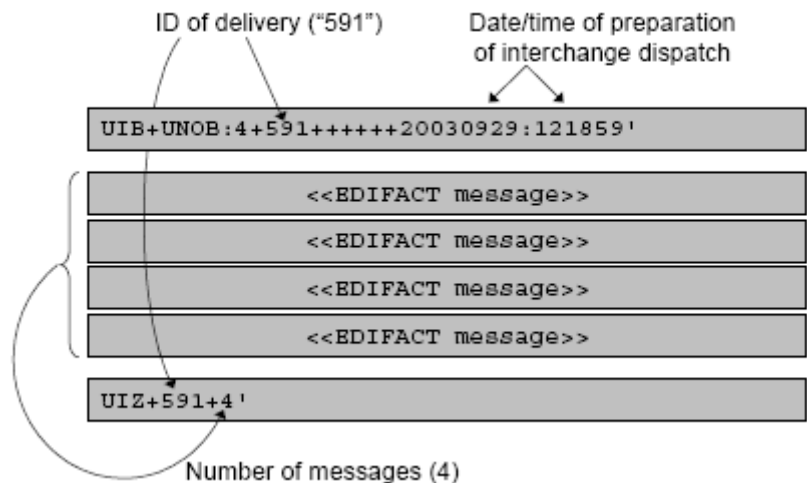 ID of delivery (“591”)
Date/time of preparation
of interchange dispatch
UIB+UNOB:4+591++++++20030929:121859'
<<EDIFACT message>>
<<EDIFACT message>>
<<EDIFACT message>>
<<EDIFACT message>>
UIZ+591+4'
Number of messages (4)